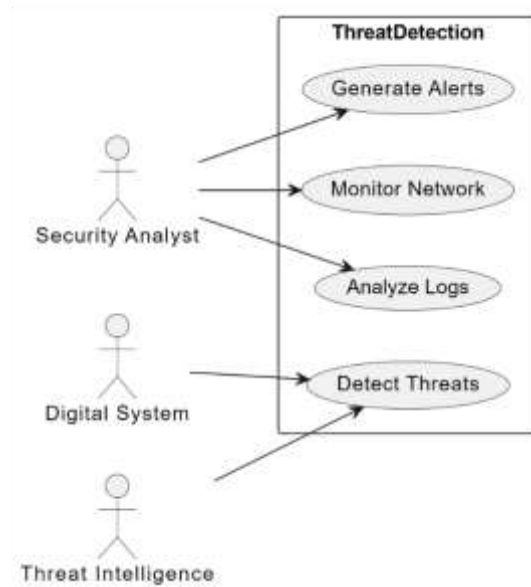 ThreatDetection
Generate Alerts
Monitor Network
Security Analyst
Analyze Logs
Detect Threats
Digital System
Threat Intelligence